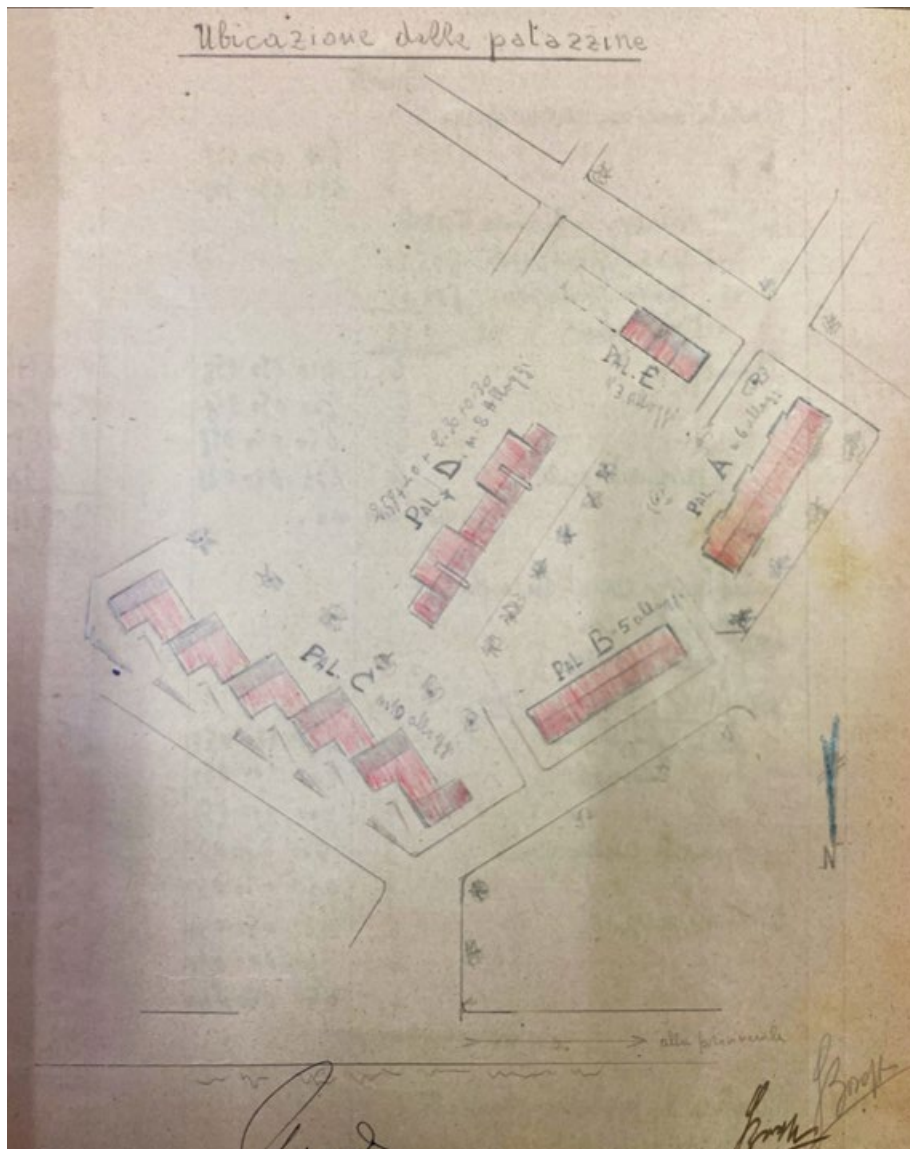 Ubicazione delle palazzine
PAL. E
n 3 alloggi
PAL. D. n. 8 Alloggi
PAL A n 6 alloggi
PAL B - 5 alloggi
PAL. C
n 10 alloggi
N
alla provinciale